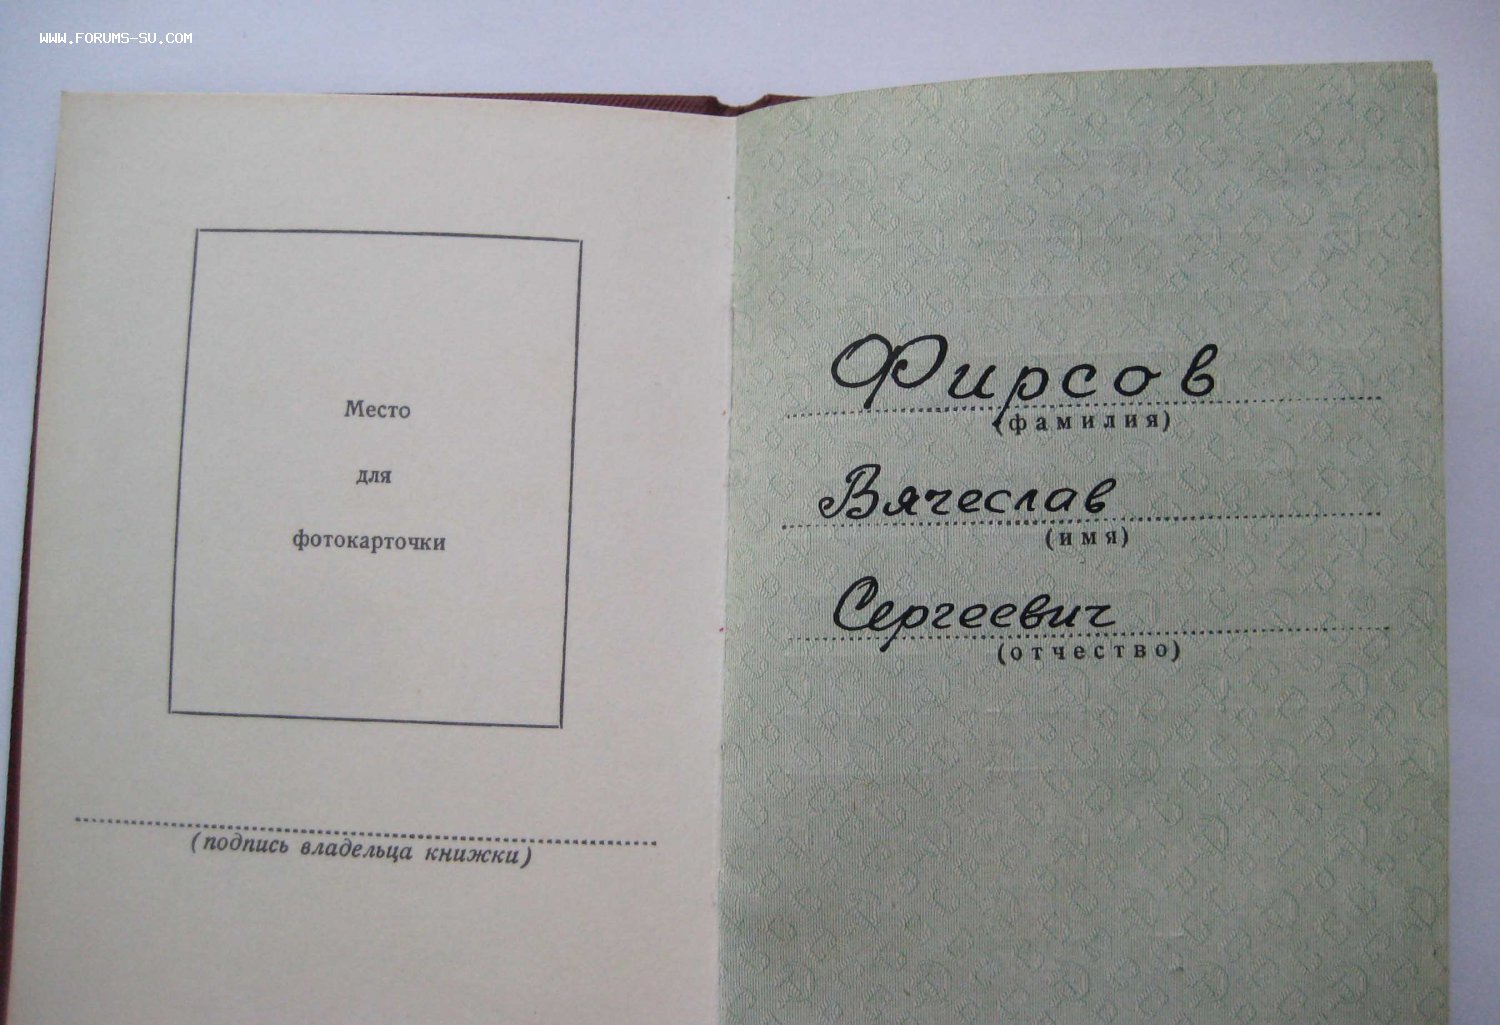 WWW.FORUMS-SU.COM
Место
для
фотокарточки
(подпись владельца книжки)
Фирсов
(фамилия)
Вячеслав
(имя)
Сергеевич
(отчество)